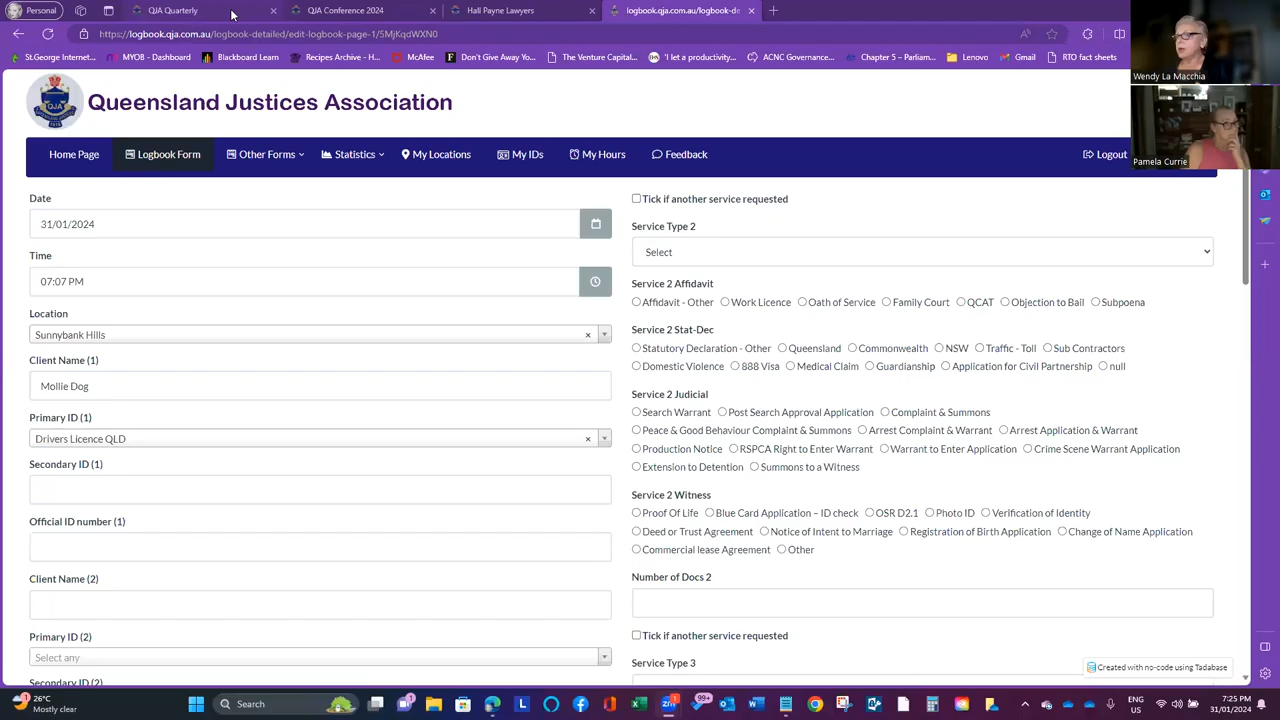 Personal
QJA Quarterly
QJA Conference 2024
Hall Payne Lawyers
logbook.qja.com.au/logbook-de
https://logbook.qja.com.au/logbook-detailed/edit-logbook-page-1/5MjKqdWXN0
St.George Internet...
MYOB - Dashboard
Blackboard Learn
Recipes Archive - H...
McAfee
Don't Give Away Yo...
The Venture Capital...
'I let a productivity...
ACNC Governance...
Chapter 5 – Parliam...
Lenovo
Gmail
RTO fact sheets
Wendy La Macchia
Pamela Currie
QJA
Queensland Justices Association
Home Page
Logbook Form
Other Forms
Statistics
My Locations
My IDs
My Hours
Feedback
Logout
Date
31/01/2024
Time
07:07 PM
Location
Sunnybank Hills
×
Client Name (1)
Mollie Dog
Primary ID (1)
Drivers Licence QLD
×
Secondary ID (1)
Official ID number (1)
Client Name (2)
Primary ID (2)
Select any
Secondary ID (2)
Tick if another service requested
Service Type 2
Select
Service 2 Affidavit
Affidavit - Other Work Licence Oath of Service Family Court QCAT Objection to Bail Subpoena
Service 2 Stat-Dec
Statutory Declaration - Other Queensland Commonwealth NSW Traffic - Toll Sub Contractors
Domestic Violence 888 Visa Medical Claim Guardianship Application for Civil Partnership null
Service 2 Judicial
Search Warrant Post Search Approval Application Complaint & Summons
Peace & Good Behaviour Complaint & Summons Arrest Complaint & Warrant Arrest Application & Warrant
Production Notice RSPCA Right to Enter Warrant Warrant to Enter Application Crime Scene Warrant Application
Extension to Detention Summons to a Witness
Service 2 Witness
Proof Of Life Blue Card Application – ID check OSR D2.1 Photo ID Verification of Identity
Deed or Trust Agreement Notice of Intent to Marriage Registration of Birth Application Change of Name Application
Commercial lease Agreement Other
Number of Docs 2
Tick if another service requested
Service Type 3
Created with no-code using Tadabase
26°C
Mostly clear
Search
99+
ENG
US
7:25 PM
31/01/2024